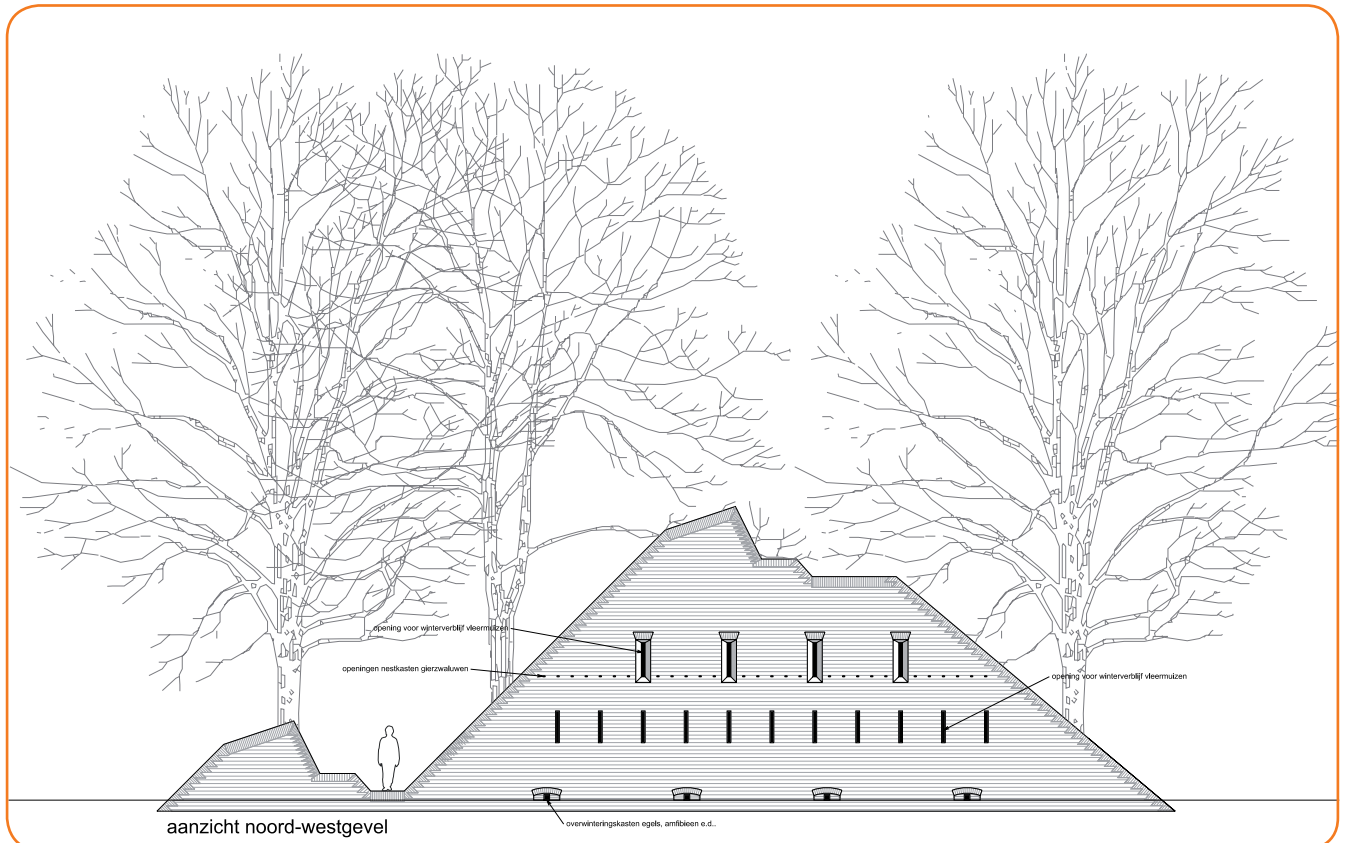 opening voor winterverblijf vleermuizen
openingen nestkasten gierzwaluwen
opening voor winterverblijf vleermuizen
overwinteringskasten egels, amfibieen e.d..
aanzicht noord-westgevel